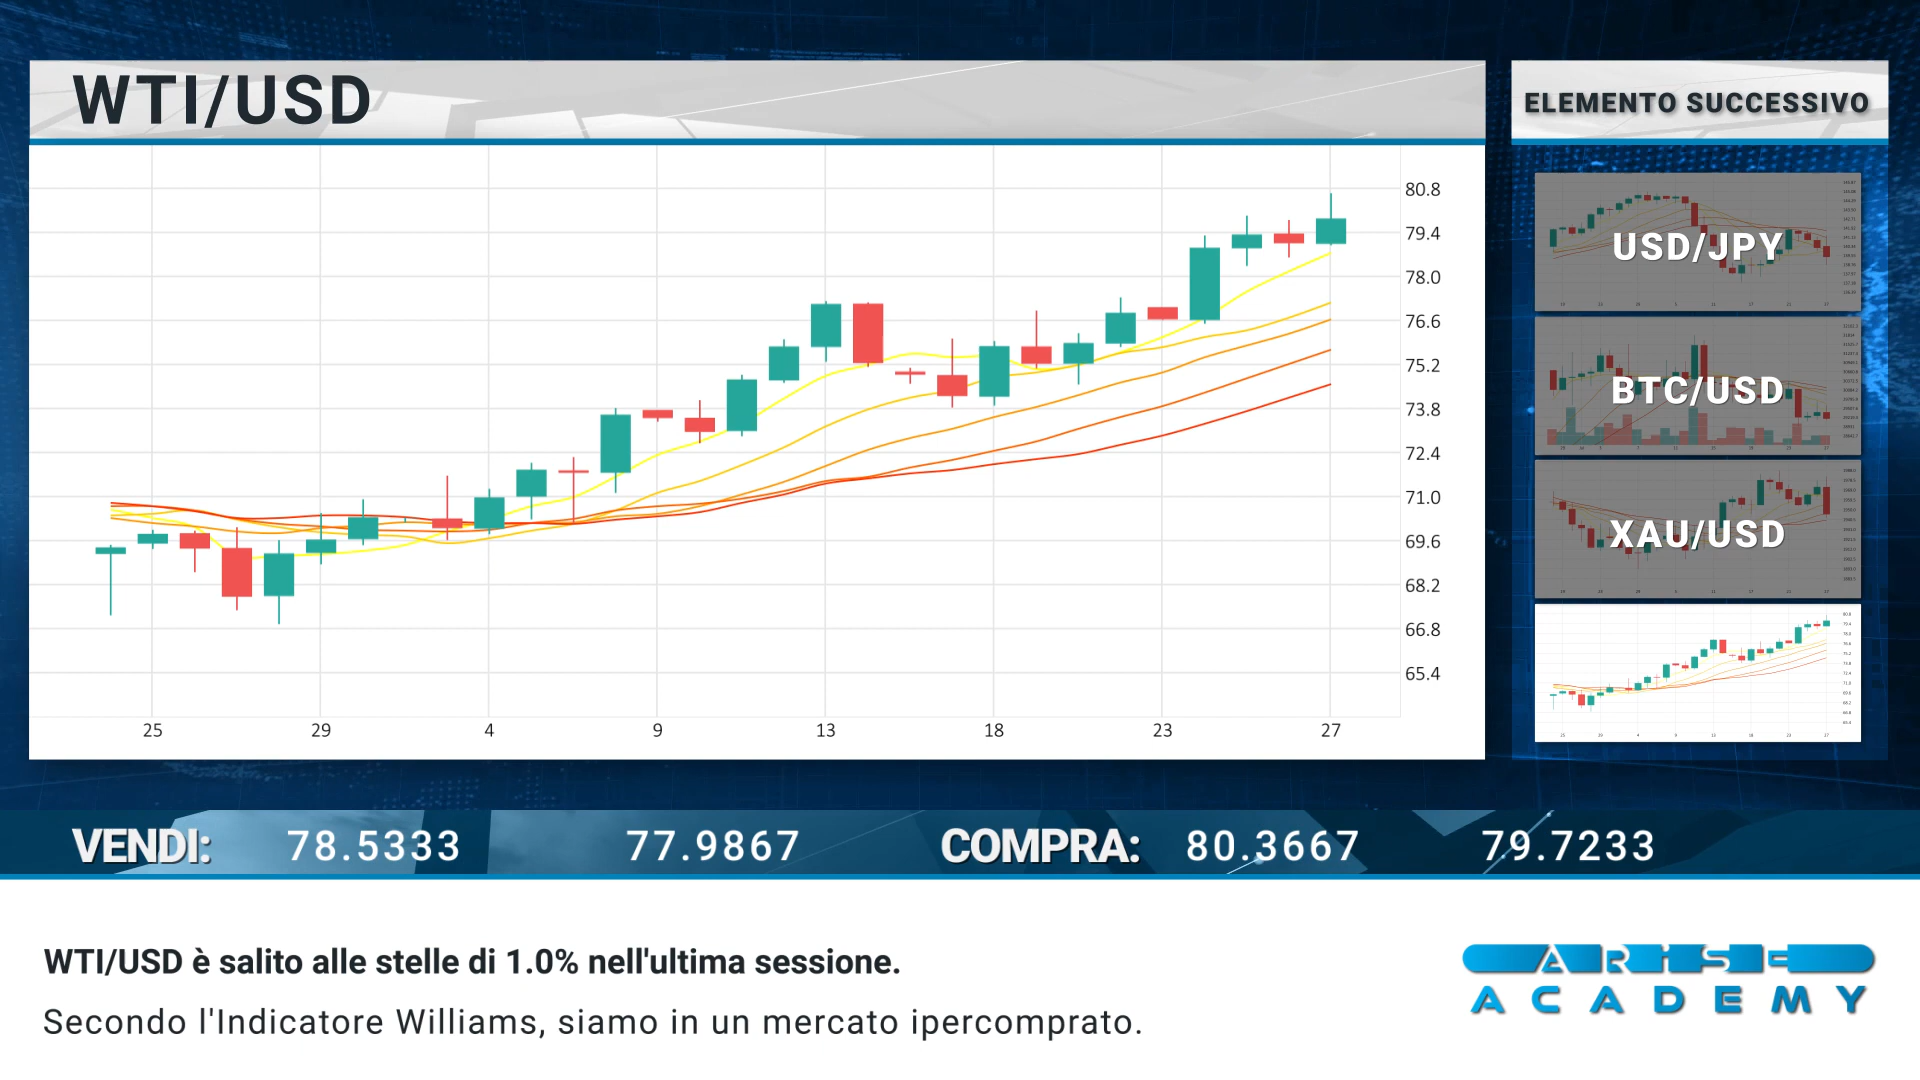 WTI/USD
ELEMENTO SUCCESSIVO
80.8
79.4
78.0
76.6
75.2
73.8
72.4
71.0
69.6
68.2
66.8
65.4
25 29 4 9 13 18 23 27
USD/JPY
BTC/USD
XAU/USD
VENDI: 78.5333 77.9867 COMPRA: 80.3667 79.7233
WTI/USD è salito alle stelle di 1.0% nell'ultima sessione.
Secondo l'Indicatore Williams, siamo in un mercato ipercomprato.
ARISE
ACADEMY